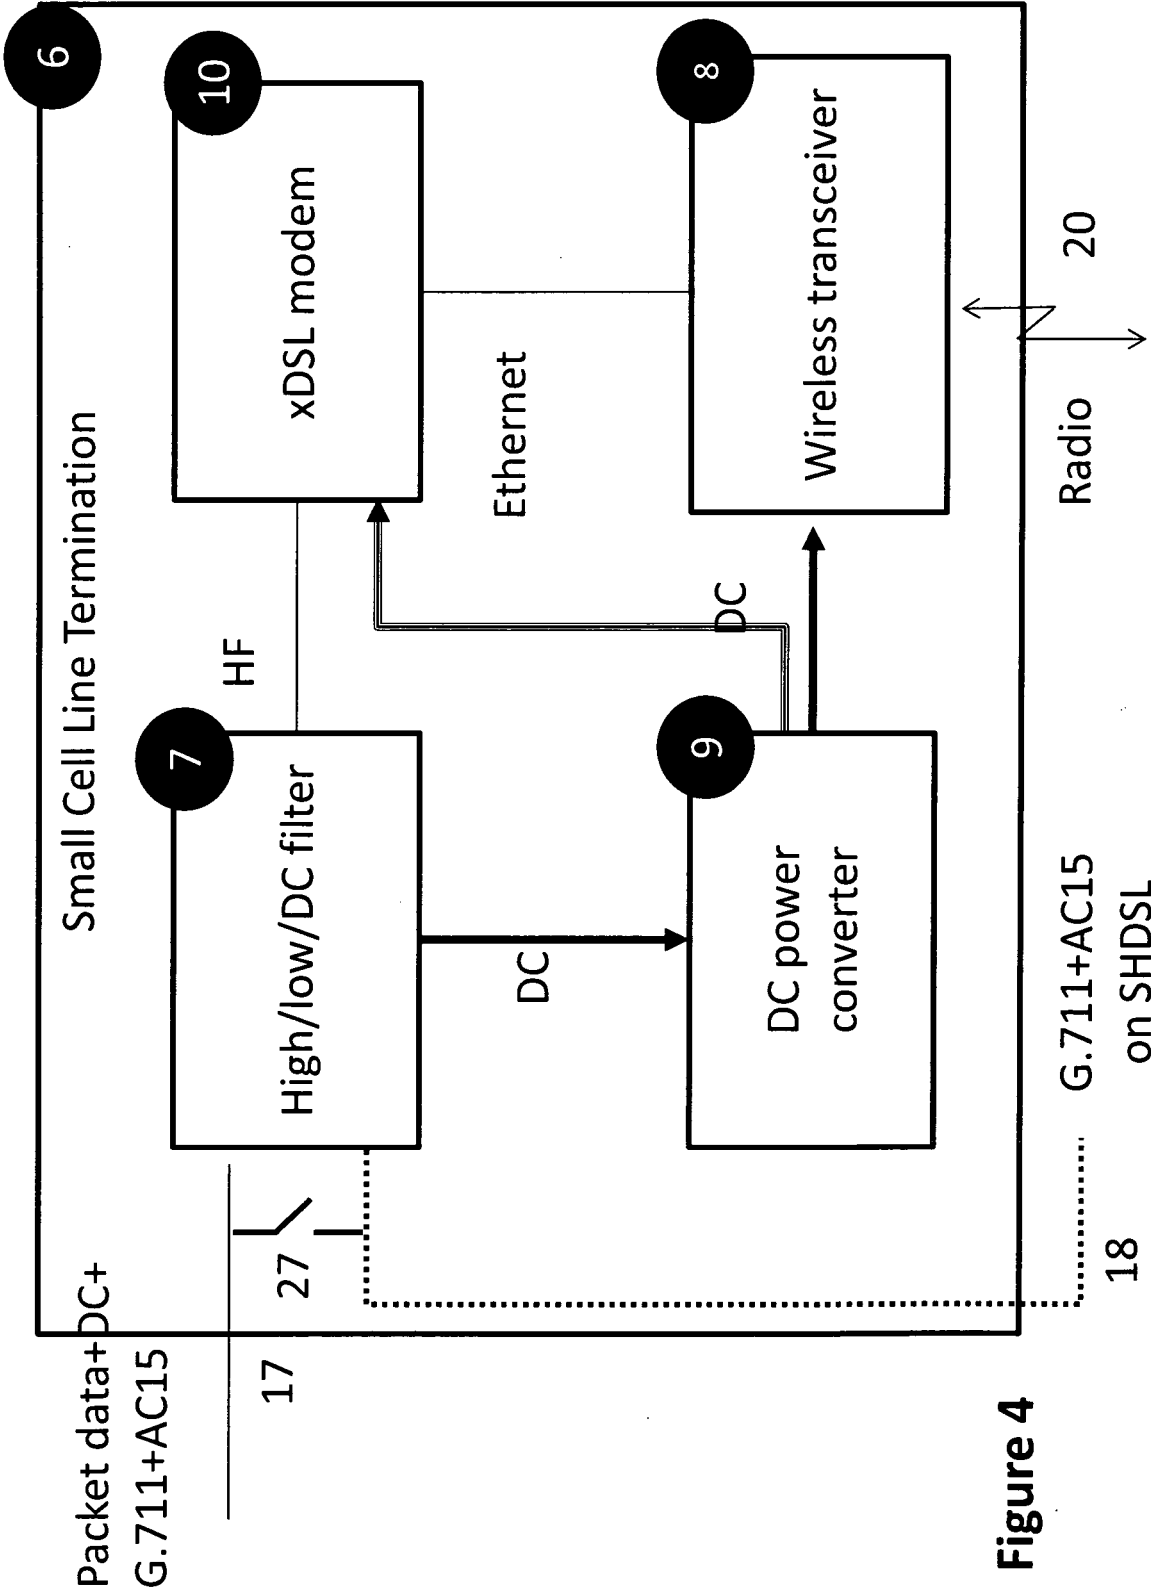 6
Small Cell Line Termination
Packet data+DC+
G.711+AC15
17
27
7
High/low/DC filter
HF
10
xDSL modem
DC
Ethernet
9
DC power
converter
DC
8
Wireless transceiver
G.711+AC15
on SHDSL
18
Radio
20
Figure 4